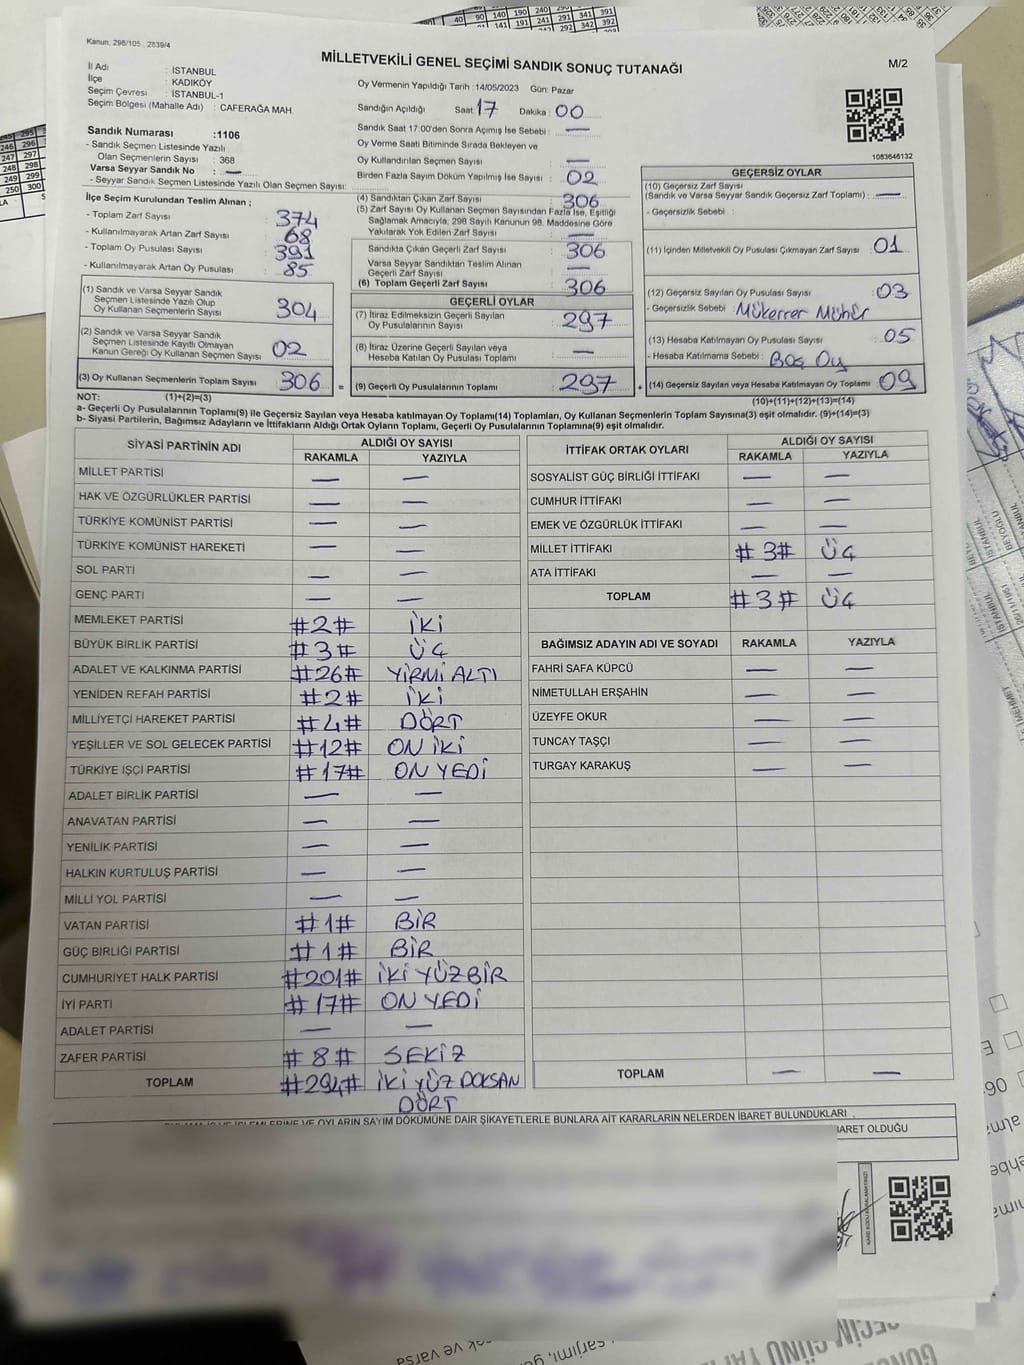 Kanun: 298/105 , 2839/4
MİLLETVEKİLİ GENEL SEÇİMİ SANDIK SONUÇ TUTANAĞI
M/2
İl Adı : İSTANBUL
İlçe : KADIKÖY
Seçim Çevresi : İSTANBUL-1
Seçim Bölgesi (Mahalle Adı) : CAFERAĞA MAH.
Sandık Numarası :1106
- Sandık Seçmen Listesinde Yazılı
Olan Seçmenlerin Sayısı : 368
Varsa Seyyar Sandık No : —
- Seyyar Sandık Seçmen Listesinde Yazılı Olan Seçmen Sayısı:
Oy Vermenin Yapıldığı Tarih : 14/05/2023 Gün: Pazar
Sandığın Açıldığı Saat: 17 Dakika : 00
Sandık Saat 17:00'den Sonra Açımış İse Sebebi : —
Oy Verme Saati Bitiminde Sırada Bekleyen ve
Oy Kullandırılan Seçmen Sayısı : —
Birden Fazla Sayım Döküm Yapılmış İse Sayısı : 02
1083646132
İlçe Seçim Kurulundan Teslim Alınan ;
- Toplam Zarf Sayısı : 374
- Kullanılmayarak Artan Zarf Sayısı : 68
- Toplam Oy Pusulası Sayısı : 391
- Kullanılmayarak Artan Oy Pusulası : 85
(1) Sandık ve Varsa Seyyar Sandık
Seçmen Listesinde Yazılı Olup
Oy Kullanan Seçmenlerin Sayısı 304
(2) Sandık ve Varsa Seyyar Sandık
Seçmen Listesinde Kayıtlı Olmayan
Kanun Gereği Oy Kullanan Seçmen Sayısı 02
(3) Oy Kullanan Seçmenlerin Toplam Sayısı 306 =
(1)+(2)=(3)
(4) Sandıktan Çıkan Zarf Sayısı : 306
(5) Zarf Sayısı Oy Kullanan Seçmen Sayısından Fazla İse, Eşitliği
Sağlamak Amacıyla, 298 Sayılı Kanunun 98. Maddesine Göre
Yakılarak Yok Edilen Zarf Sayısı : —
Sandıkta Çıkan Geçerli Zarf Sayısı : 306
Varsa Seyyar Sandıktan Teslim Alınan
Geçerli Zarf Sayısı : —
(6) Toplam Geçerli Zarf Sayısı : 306
GEÇERLİ OYLAR
(7) İtiraz Edilmeksizin Geçerli Sayılan
Oy Pusulalarının Sayısı : 297
(8) İtiraz Üzerine Geçerli Sayılan veya
Hesaba Katılan Oy Pusulası Toplamı : —
(9) Geçerli Oy Pusulalarının Toplamı : 297 +
GEÇERSİZ OYLAR
(10) Geçersiz Zarf Sayısı
(Sandık ve Varsa Seyyar Sandık Geçersiz Zarf Toplamı) : —
- Geçersizlik Sebebi :
(11) İçinden Milletvekili Oy Pusulası Çıkmayan Zarf Sayısı : 01
(12) Geçersiz Sayılan Oy Pusulası Sayısı : 03
- Geçersizlik Sebebi : Mükerrer Mühür
(13) Hesaba Katılmayan Oy Pusulası Sayısı : 05
- Hesaba Katılmama Sebebi : Boş Oy
(14) Geçersiz Sayılan veya Hesaba Katılmayan Oy Toplamı : 09
(10)+(11)+(12)+(13)=(14)
NOT:
a- Geçerli Oy Pusulalarının Toplamı(9) ile Geçersiz Sayılan veya Hesaba katılmayan Oy Toplamı(14) Toplamları, Oy Kullanan Seçmenlerin Toplam Sayısına(3) eşit olmalıdır. (9)+(14)=(3)
b- Siyasi Partilerin, Bağımsız Adayların ve İttifakların Aldığı Ortak Oyların Toplamı, Geçerli Oy Pusulalarının Toplamına(9) eşit olmalıdır.
SİYASİ PARTİNİN ADI ALDIĞI OY SAYISI
RAKAMLA YAZIYLA
MİLLET PARTİSİ — —
HAK VE ÖZGÜRLÜKLER PARTİSİ — —
TÜRKİYE KOMÜNİST PARTİSİ — —
TÜRKİYE KOMÜNİST HAREKETİ — —
SOL PARTİ — —
GENÇ PARTİ — —
MEMLEKET PARTİSİ #2# İKİ
BÜYÜK BİRLİK PARTİSİ #3# ÜÇ
ADALET VE KALKINMA PARTİSİ #26# YİRMİ ALTI
YENİDEN REFAH PARTİSİ #2# İKİ
MİLLİYETÇİ HAREKET PARTİSİ #4# DÖRT
YEŞİLLER VE SOL GELECEK PARTİSİ #12# ON İKİ
TÜRKİYE İŞÇİ PARTİSİ #17# ON YEDİ
ADALET BİRLİK PARTİSİ — —
ANAVATAN PARTİSİ — —
YENİLİK PARTİSİ — —
HALKIN KURTULUŞ PARTİSİ — —
MİLLİ YOL PARTİSİ — —
VATAN PARTİSİ #1# BİR
GÜÇ BİRLİĞİ PARTİSİ #1# BİR
CUMHURİYET HALK PARTİSİ #201# İKİ YÜZ BİR
İYİ PARTİ #17# ON YEDİ
ADALET PARTİSİ — —
ZAFER PARTİSİ #8# SEKİZ
TOPLAM #294# İKİ YÜZ DOKSAN
DÖRT
İTTİFAK ORTAK OYLARI ALDIĞI OY SAYISI
RAKAMLA YAZIYLA
SOSYALİST GÜÇ BİRLİĞİ İTTİFAKI — —
CUMHUR İTTİFAKI — —
EMEK VE ÖZGÜRLÜK İTTİFAKI — —
MİLLET İTTİFAKI #3# ÜÇ
ATA İTTİFAKI — —
TOPLAM #3# ÜÇ
BAĞIMSIZ ADAYIN ADI VE SOYADI RAKAMLA YAZIYLA
FAHRİ SAFA KÜPCÜ — —
NİMETULLAH ERŞAHİN — —
ÜZEYFE OKUR — —
TUNCAY TAŞÇI — —
TURGAY KARAKUŞ — —
TOPLAM — —
OYLARIN SAYIM DÖKÜMÜNE DAİR ŞİKAYETLERLE BUNLARA AİT KARARLARIN NELERDEN İBARET BULUNDUKLARI
İBARET OLDUĞU